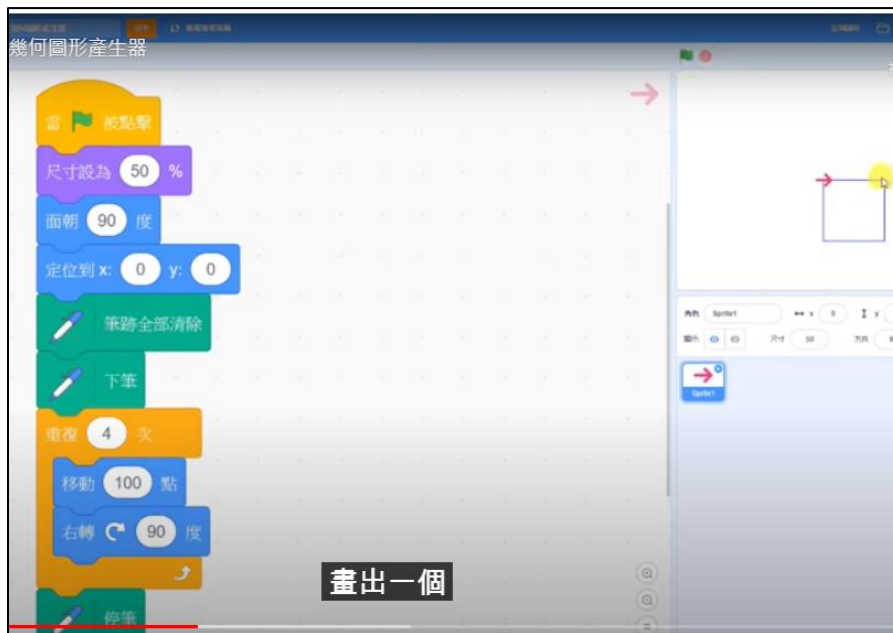 幾何圖形產生器
當 被點擊
尺寸設為 50 %
面朝 90 度
定位到 x: 0 y: 0
筆跡全部清除
下筆
重複 4 次
移動 100 點
右轉 90 度
停筆
畫出一個
角色 Sprite1 x 0 y
尺寸 50 方向
Sprite1